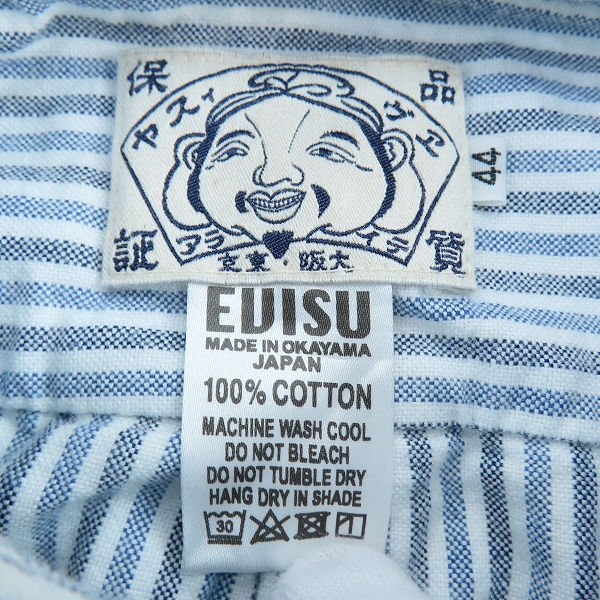 保 品
ヤスイ ヴヱ
アラ イラ
証 質
京東・阪大
44
EVISU
MADE IN OKAYAMA
JAPAN
100% COTTON
MACHINE WASH COOL
DO NOT BLEACH
DO NOT TUMBLE DRY
HANG DRY IN SHADE
30